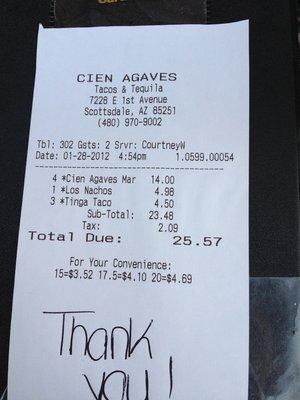 CIEN AGAVES
Tacos & Tequila
7228 E 1st Avenue
Scottsdale, AZ 85251
(480) 970-9002
Tbl: 302 Gsts: 2 Srvr: CourtneyW
Date: 01-28-2012 4:54pm 1.0599.00054
4 *Cien Agaves Mar 14.00
1 *Los Nachos 4.98
3 *Tinga Taco 4.50
Sub-Total: 23.48
Tax: 2.09
Total Due: 25.57
For Your Convenience:
15=$3.52 17.5=$4.10 20=$4.69
Thank
you!